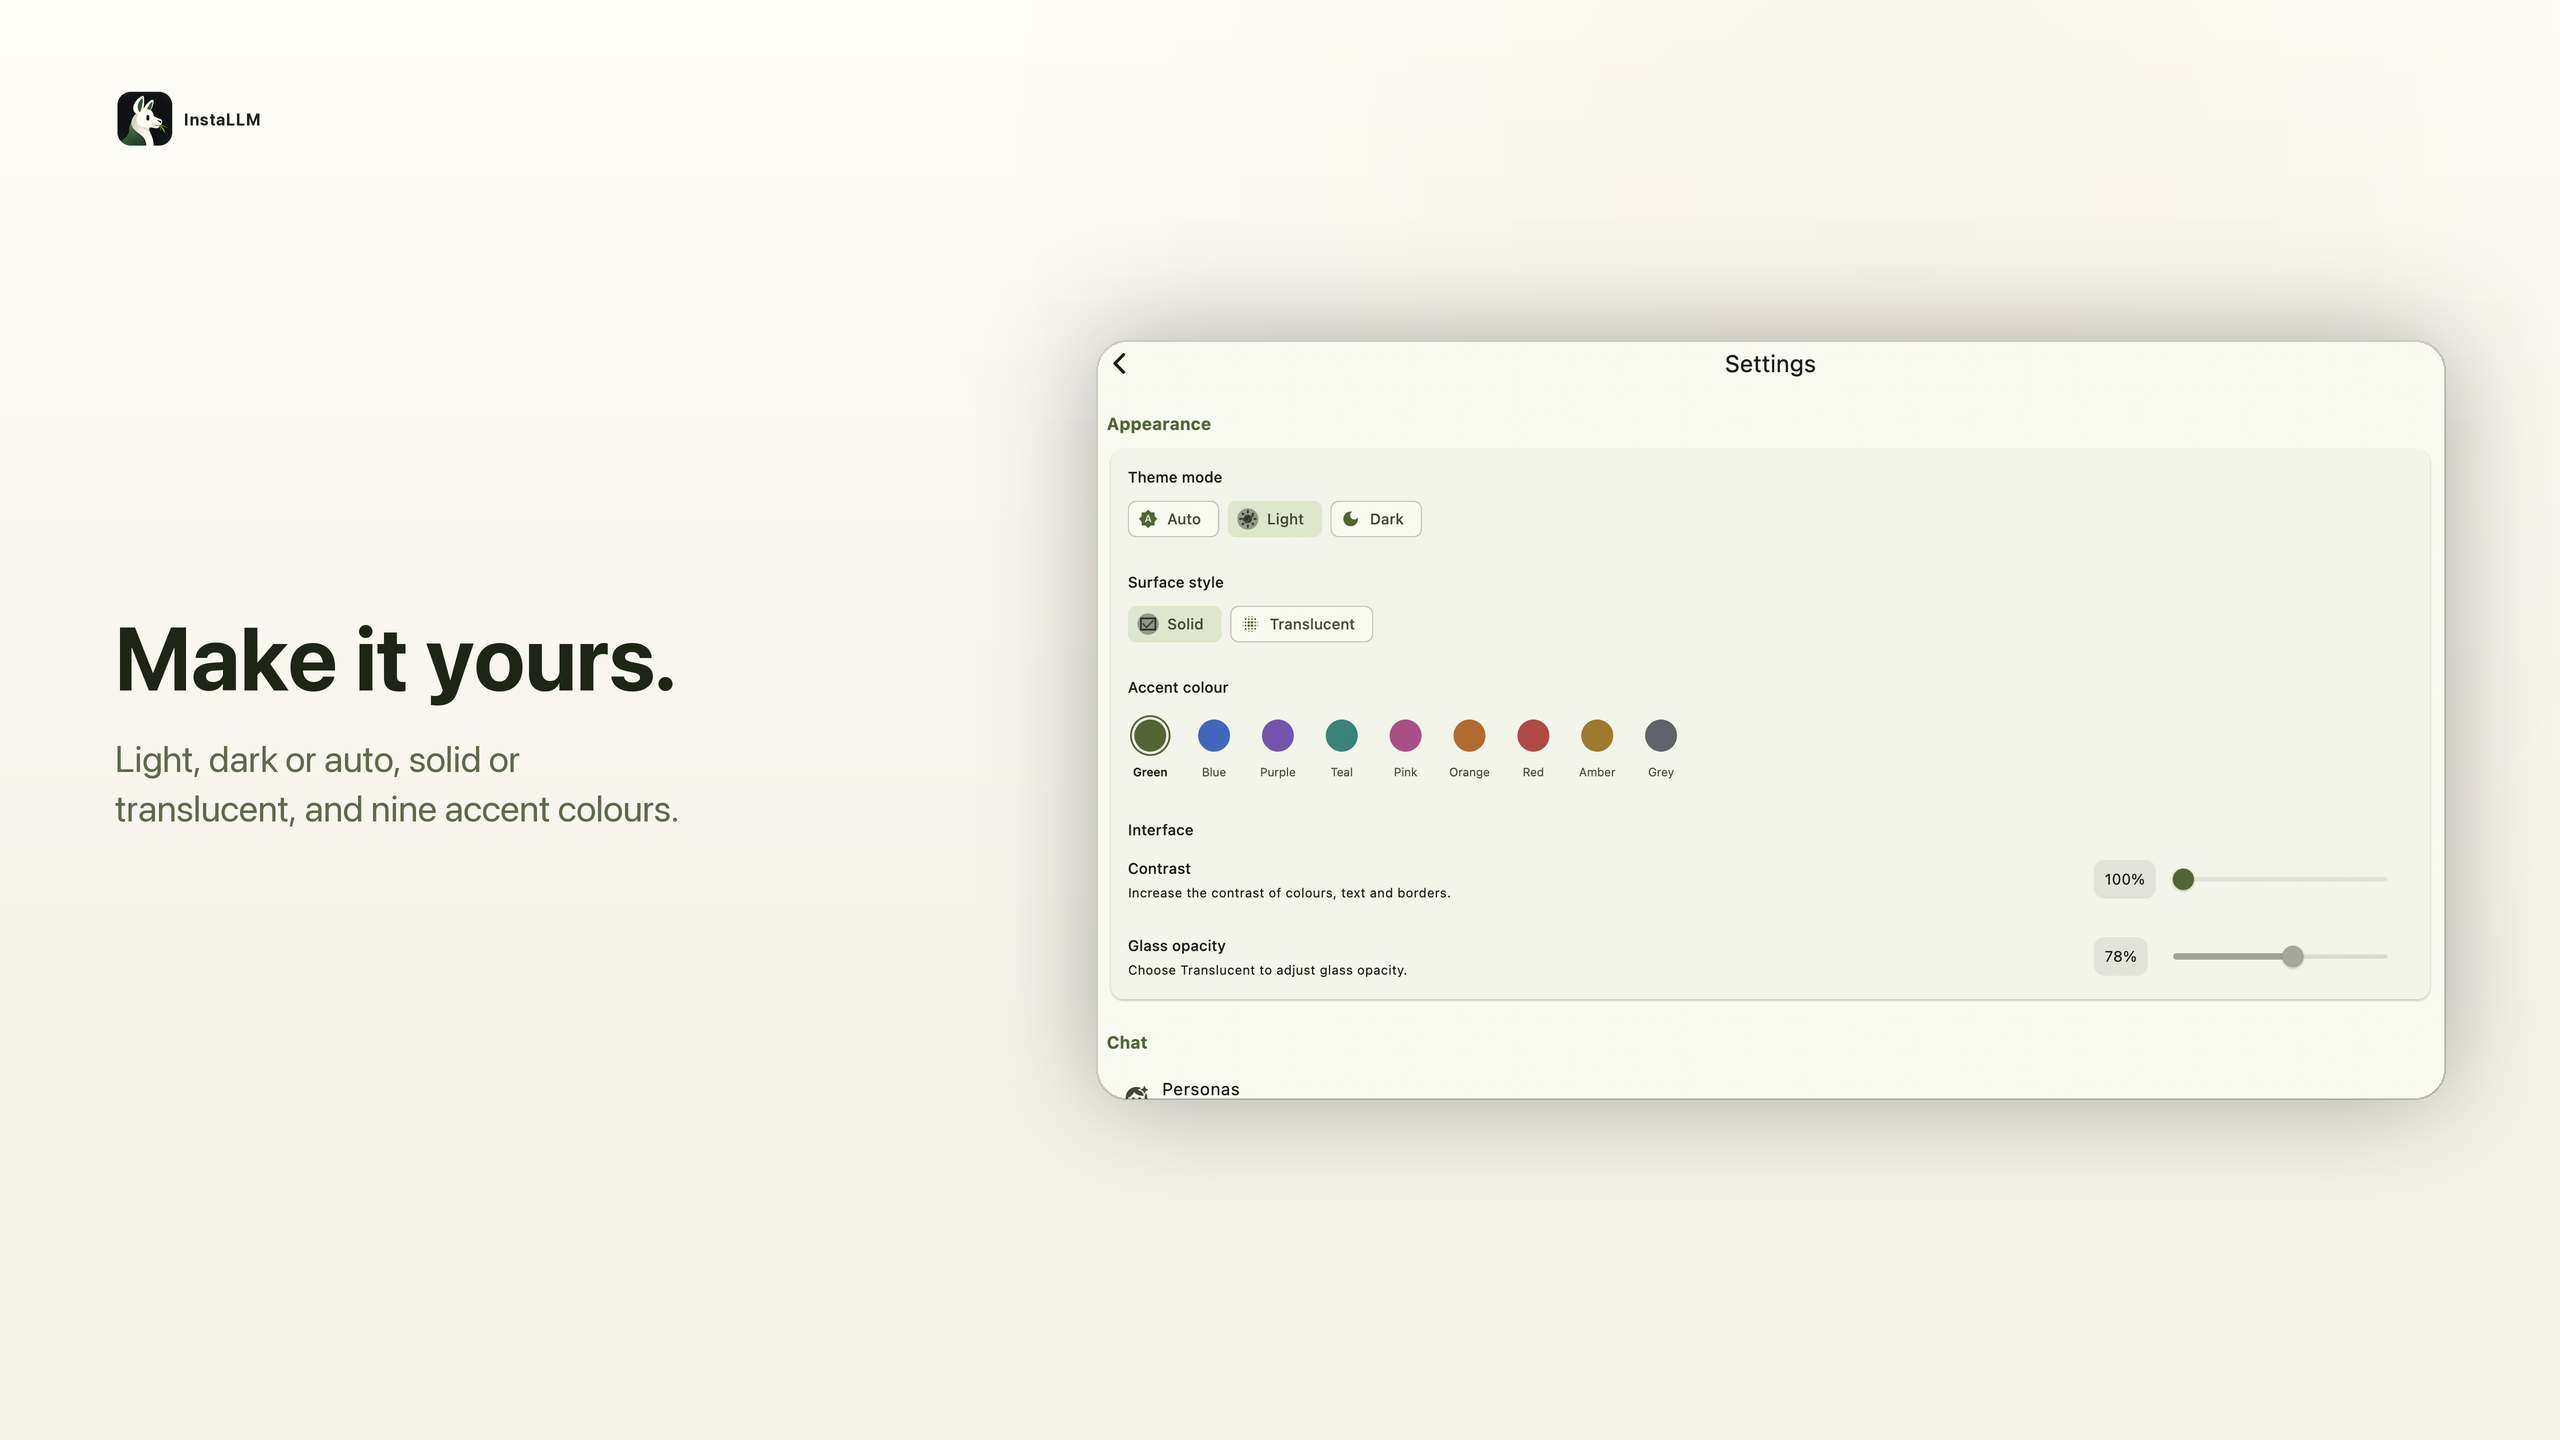 InstaLLM
Make it yours.
Light, dark or auto, solid or
translucent, and nine accent colours.
Settings
Appearance
Theme mode
Auto Light Dark
Surface style
Solid Translucent
Accent colour
Green Blue Purple Teal Pink Orange Red Amber Grey
Interface
Contrast
Increase the contrast of colours, text and borders.
100%
Glass opacity
Choose Translucent to adjust glass opacity.
78%
Chat
Personas